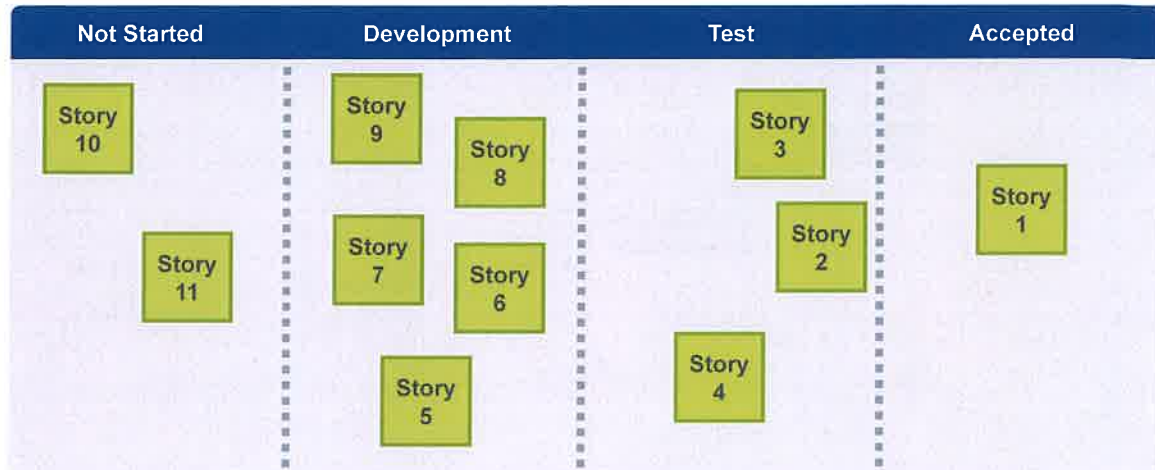 Not Started
Development
Test
Accepted
Story
10
Story
11
Story
9
Story
8
Story
7
Story
6
Story
5
Story
3
Story
2
Story
4
Story
1